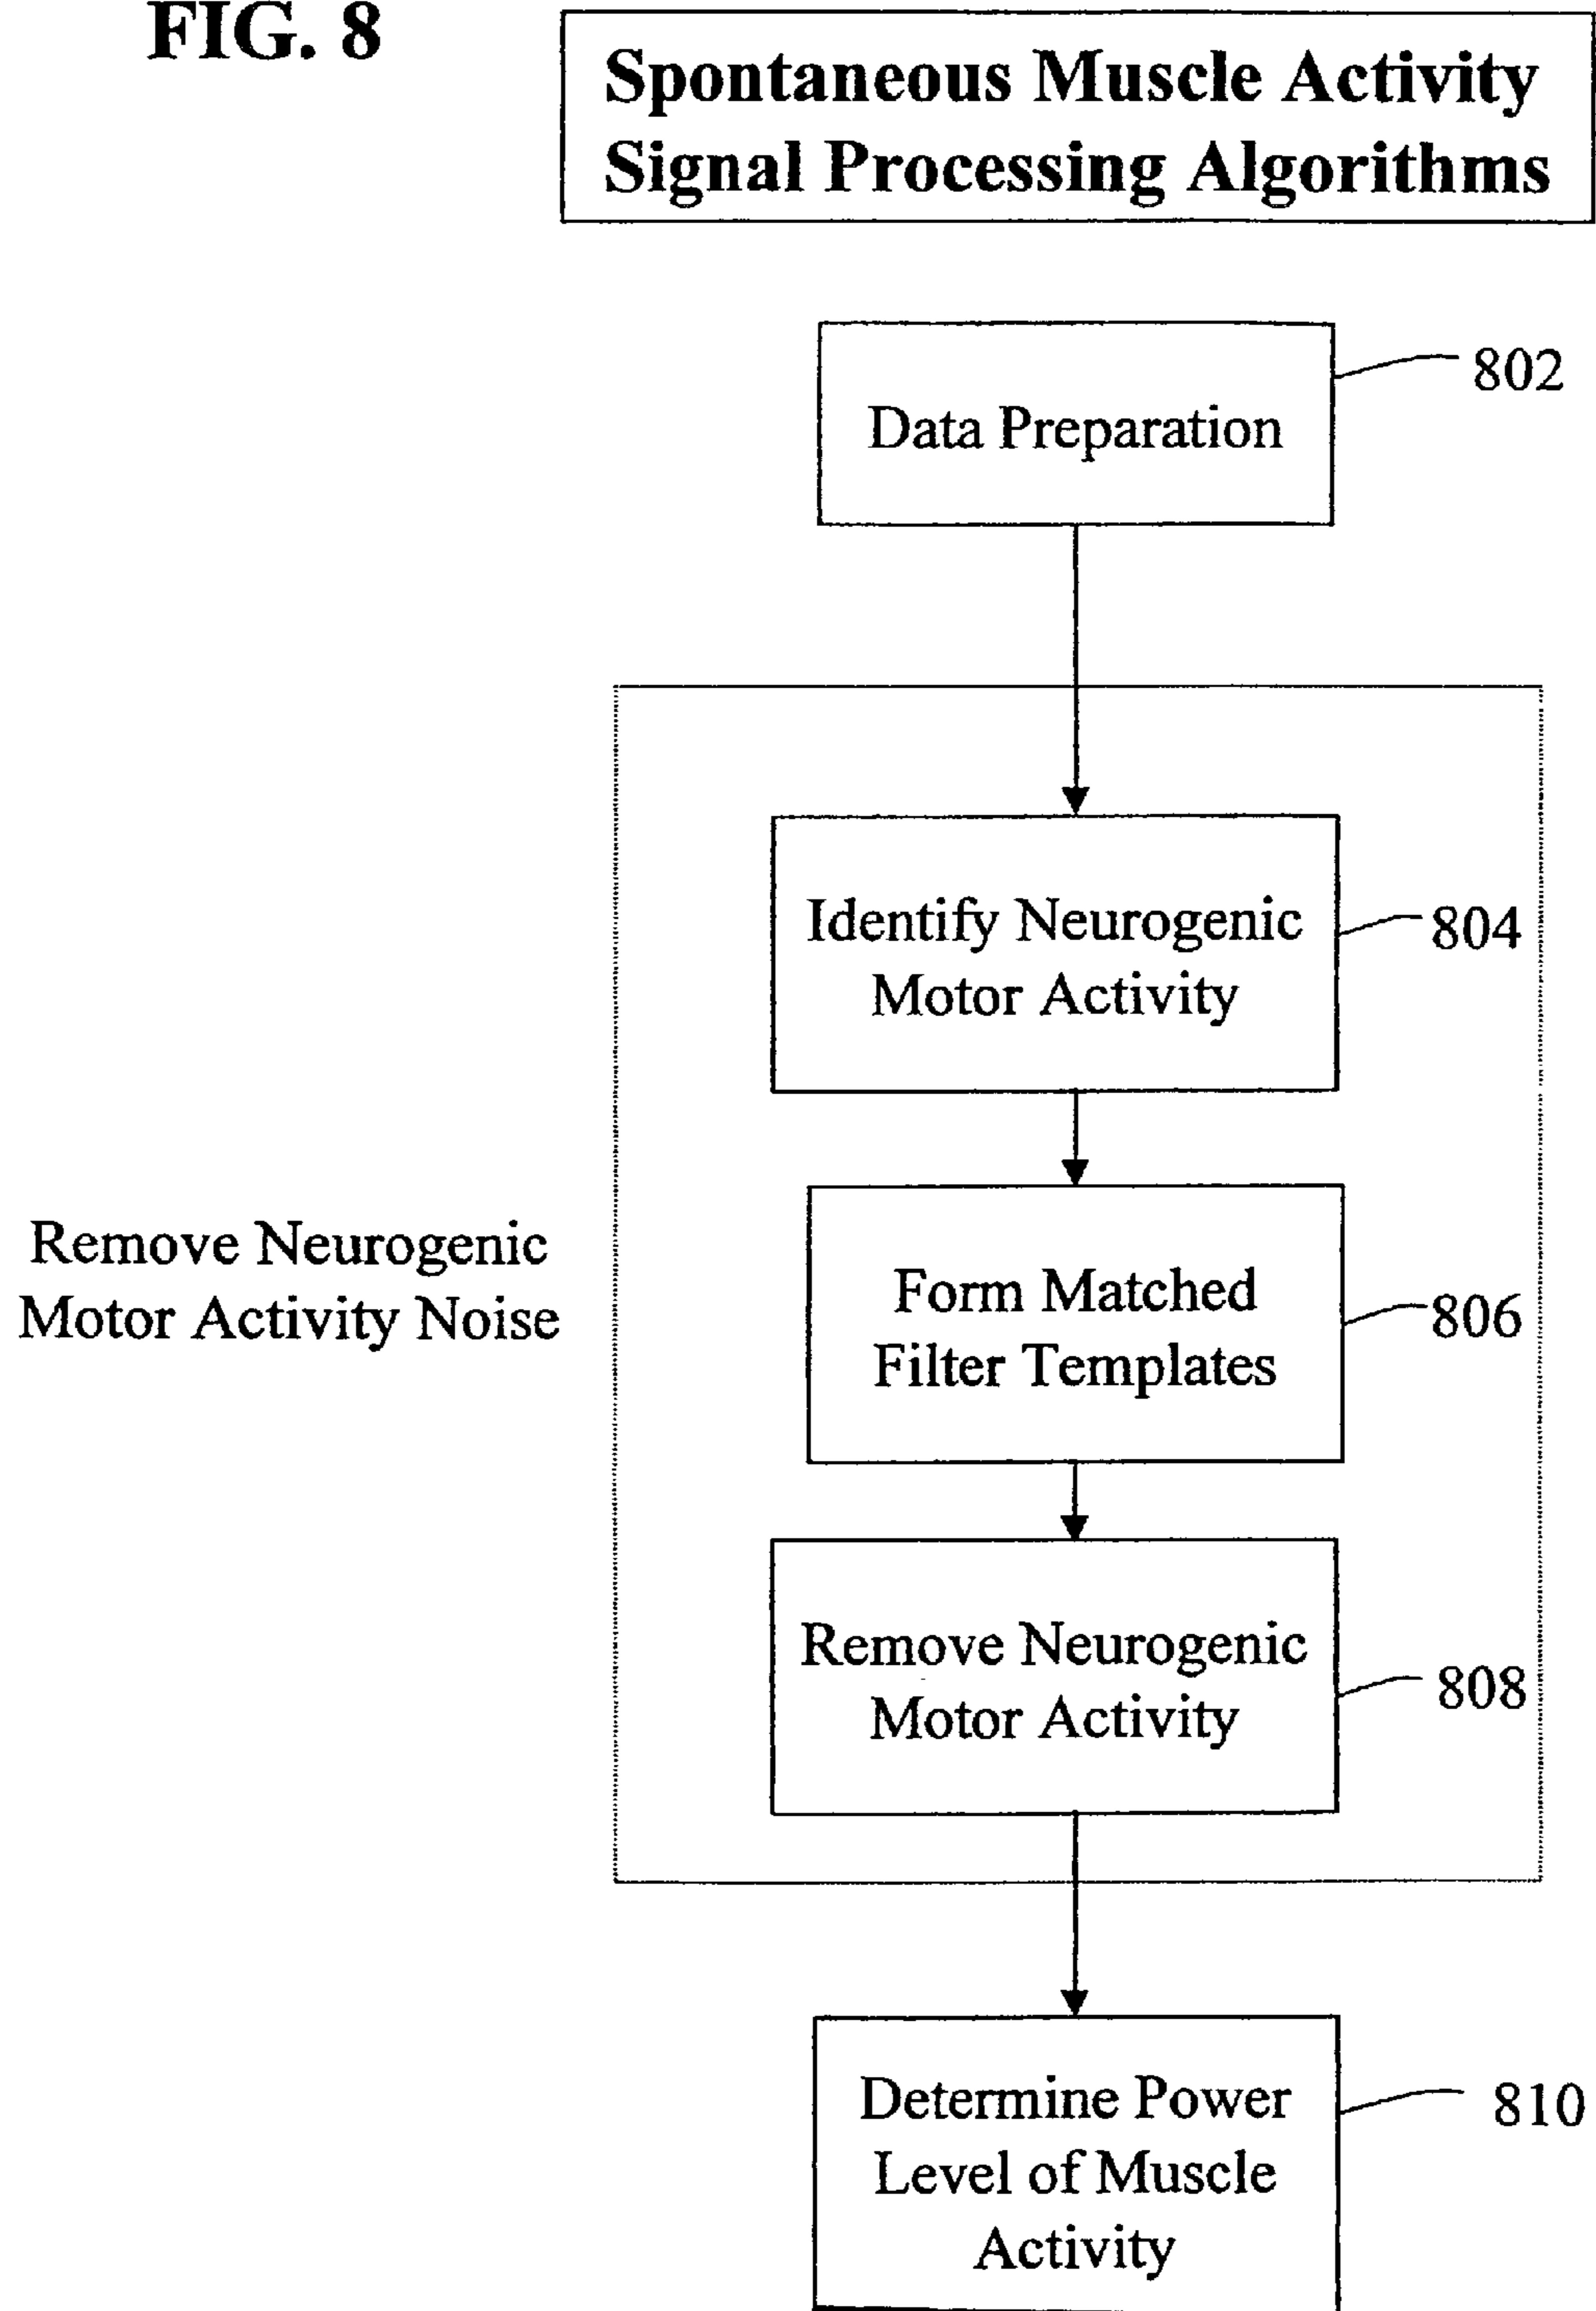 FIG. 8
Spontaneous Muscle Activity
Signal Processing Algorithms
802
Data Preparation
Identify Neurogenic
Motor Activity
804
Remove Neurogenic
Motor Activity Noise
Form Matched
Filter Templates
806
Remove Neurogenic
Motor Activity
808
Determine Power
Level of Muscle
Activity
810